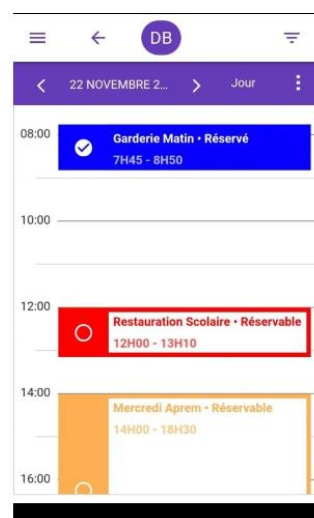 DB
22 NOVEMBRE 2...
Jour
08:00
Garderie Matin • Réservé
7H45 - 8H50
10:00
12:00
Restauration Scolaire • Réservable
12H00 - 13H10
14:00
Mercredi Aprem • Réservable
14H00 - 18H30
16:00